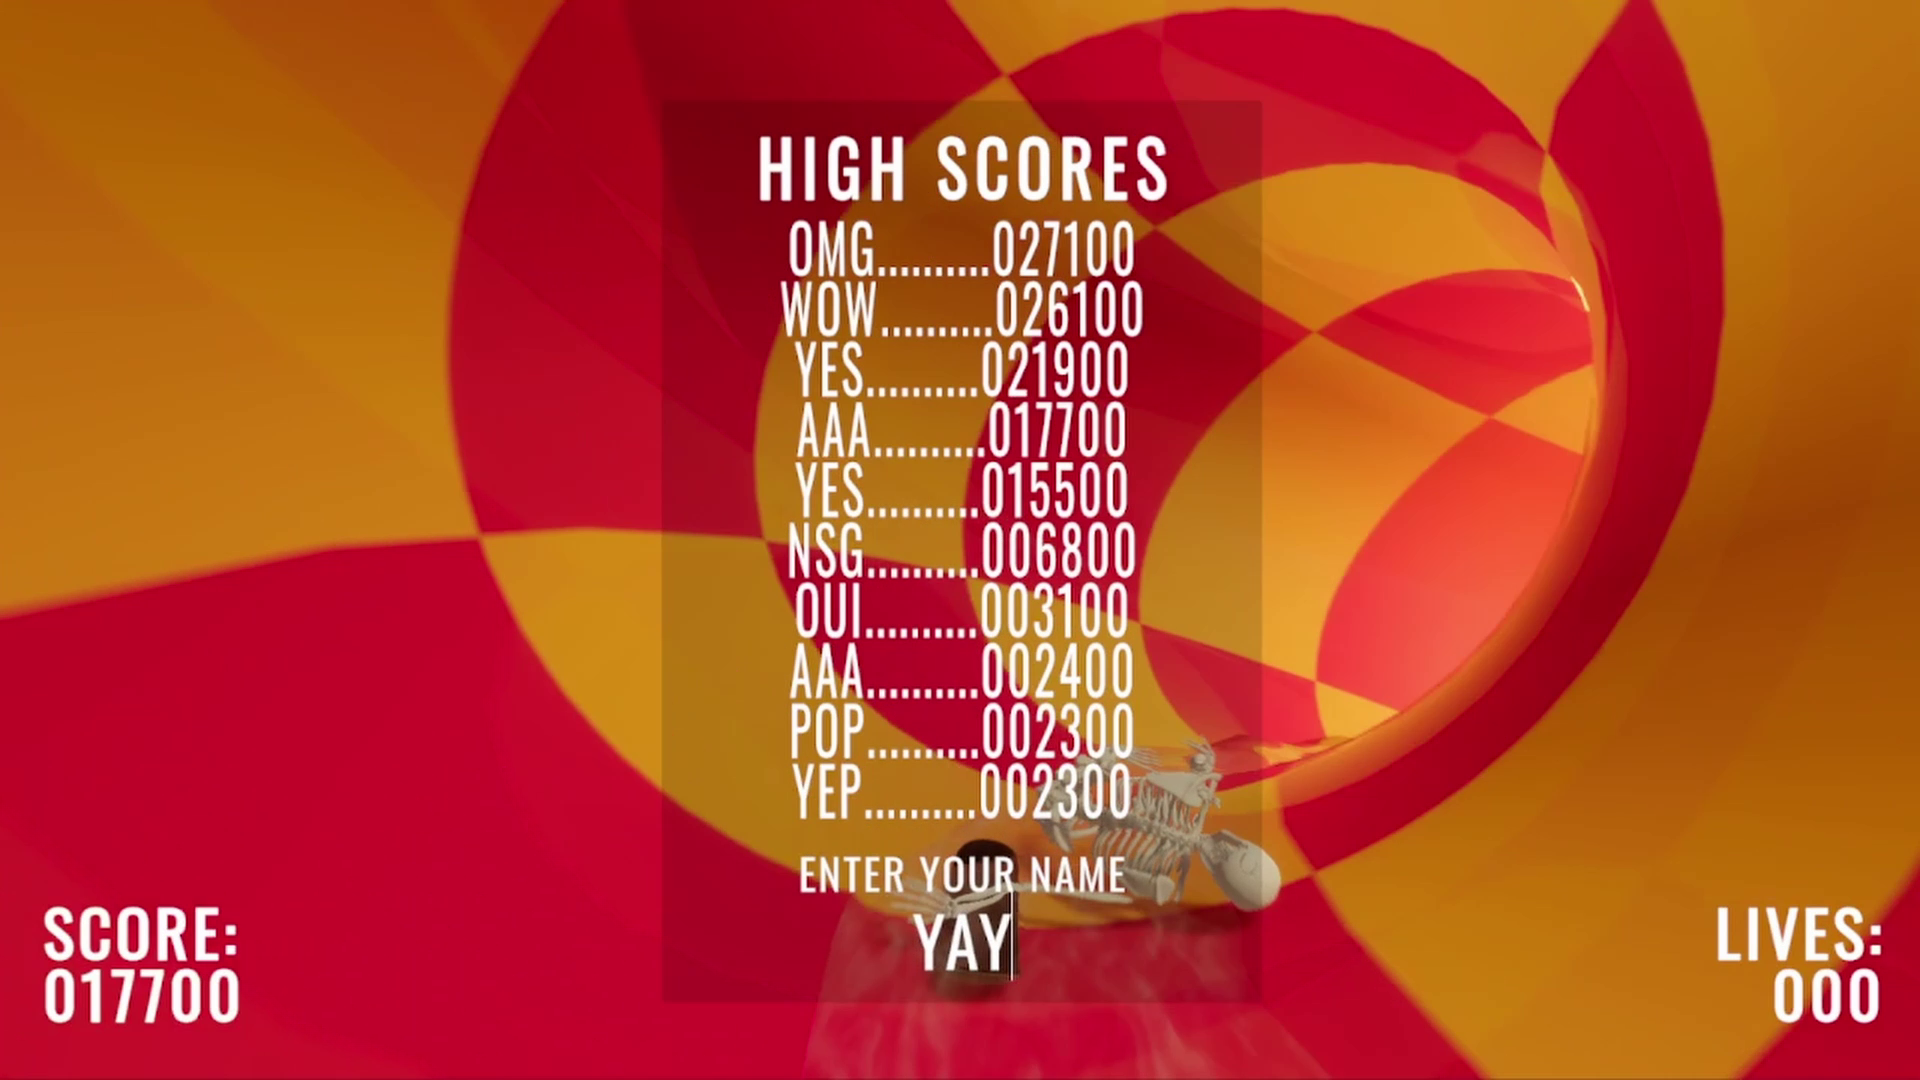 HIGH SCORES
OMG..........027100
WOW..........026100
YES..........021900
AAA..........017700
YES..........015500
NSG..........006800
OUI..........003100
AAA..........002400
POP..........002300
YEP..........002300
ENTER YOUR NAME
YAY
SCORE:
017700
LIVES:
000